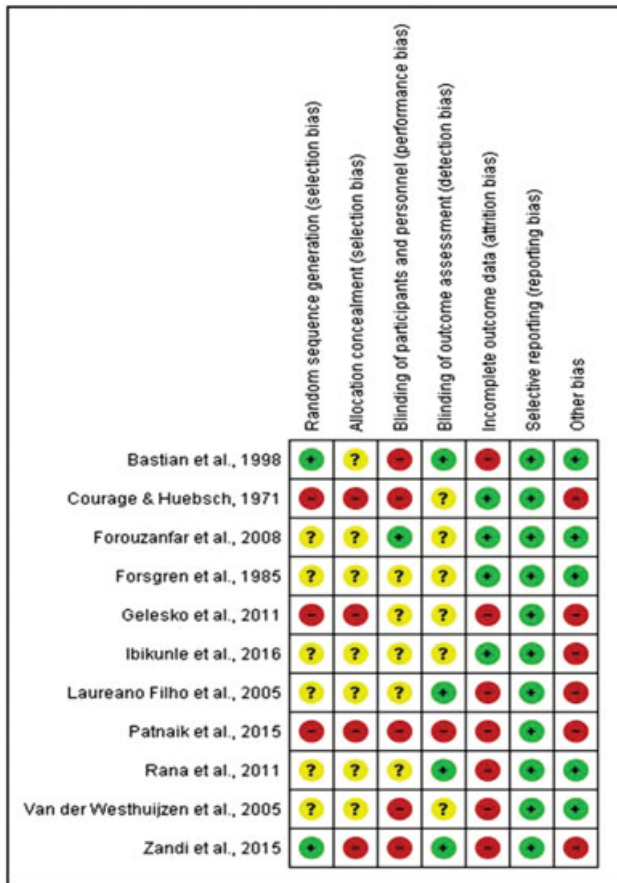 Random sequence generation (selection bias)
Allocation concealment (selection bias)
Blinding of participants and personnel (performance bias)
Blinding of outcome assessment (detection bias)
Incomplete outcome data (attrition bias)
Selective reporting (reporting bias)
Other bias
Bastian et al., 1998 + ? - + - + +
Courage & Huebsch, 1971 - - - ? + + -
Forouzanfar et al., 2008 ? ? + ? + + +
Forsgren et al., 1985 ? ? ? ? + + +
Gelesko et al., 2011 - - ? ? - + -
Ibikunle et al., 2016 ? ? ? ? + + -
Laureano Filho et al., 2005 ? ? ? + - + -
Patnaik et al., 2015 - - - - - + -
Rana et al., 2011 ? ? ? + - + +
Van der Westhuijzen et al., 2005 ? ? - ? - + +
Zandi et al., 2015 + - - + - + -